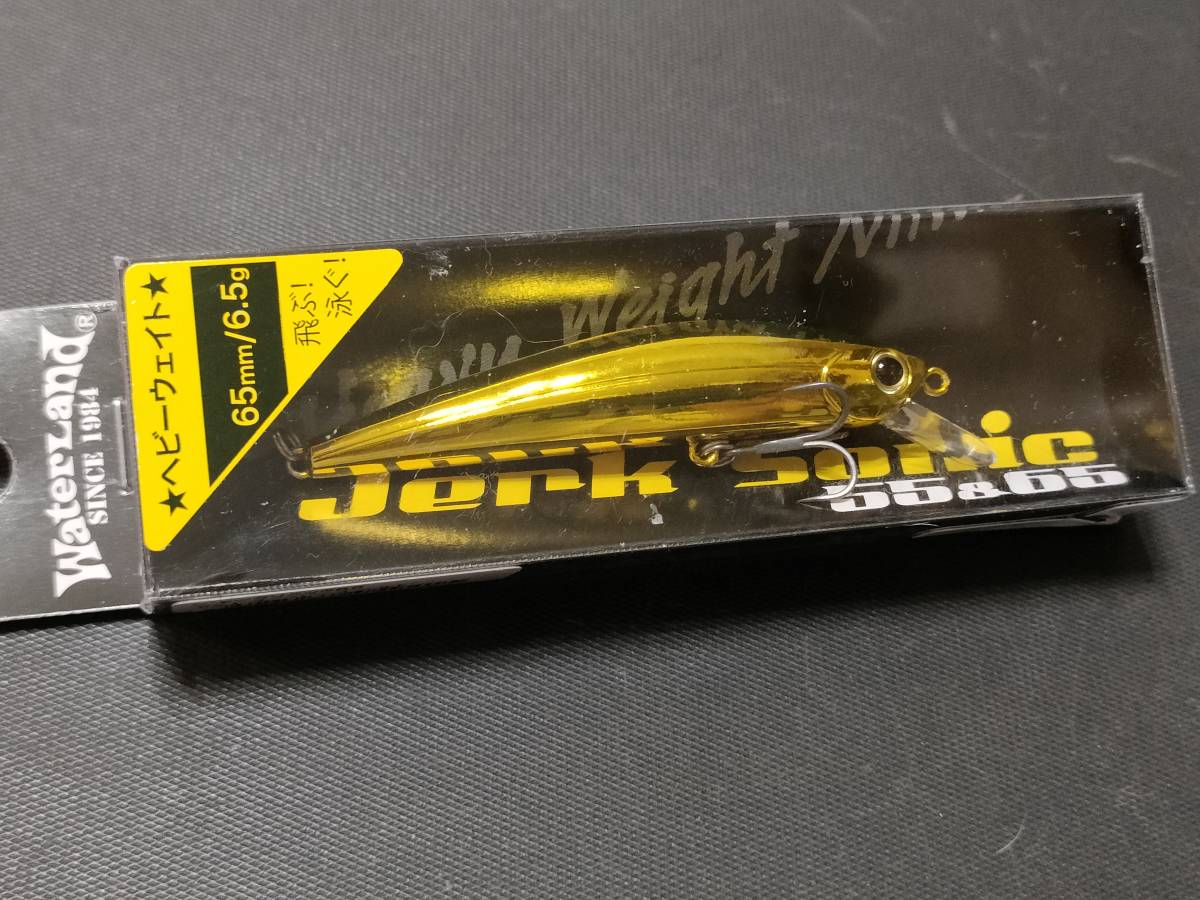 WaterLand®
SINCE 1984
★ヘビーウェイト★
65mm/6.5g
飛ぶ!
泳ぐ!
Weight
Jerk Sonic
55&65